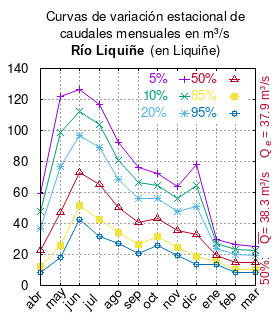 Curvas de variación estacional de
caudales mensuales en m³/s
Río Liquiñe (en Liquiñe)
140
120
100
80
60
40
20
0
5% 50%
10% 85%
20% 95%
abr may jun jul ago sep oct nov dic ene feb mar
50%: Q= 38.3 m³/s Qe = 37.9 m³/s